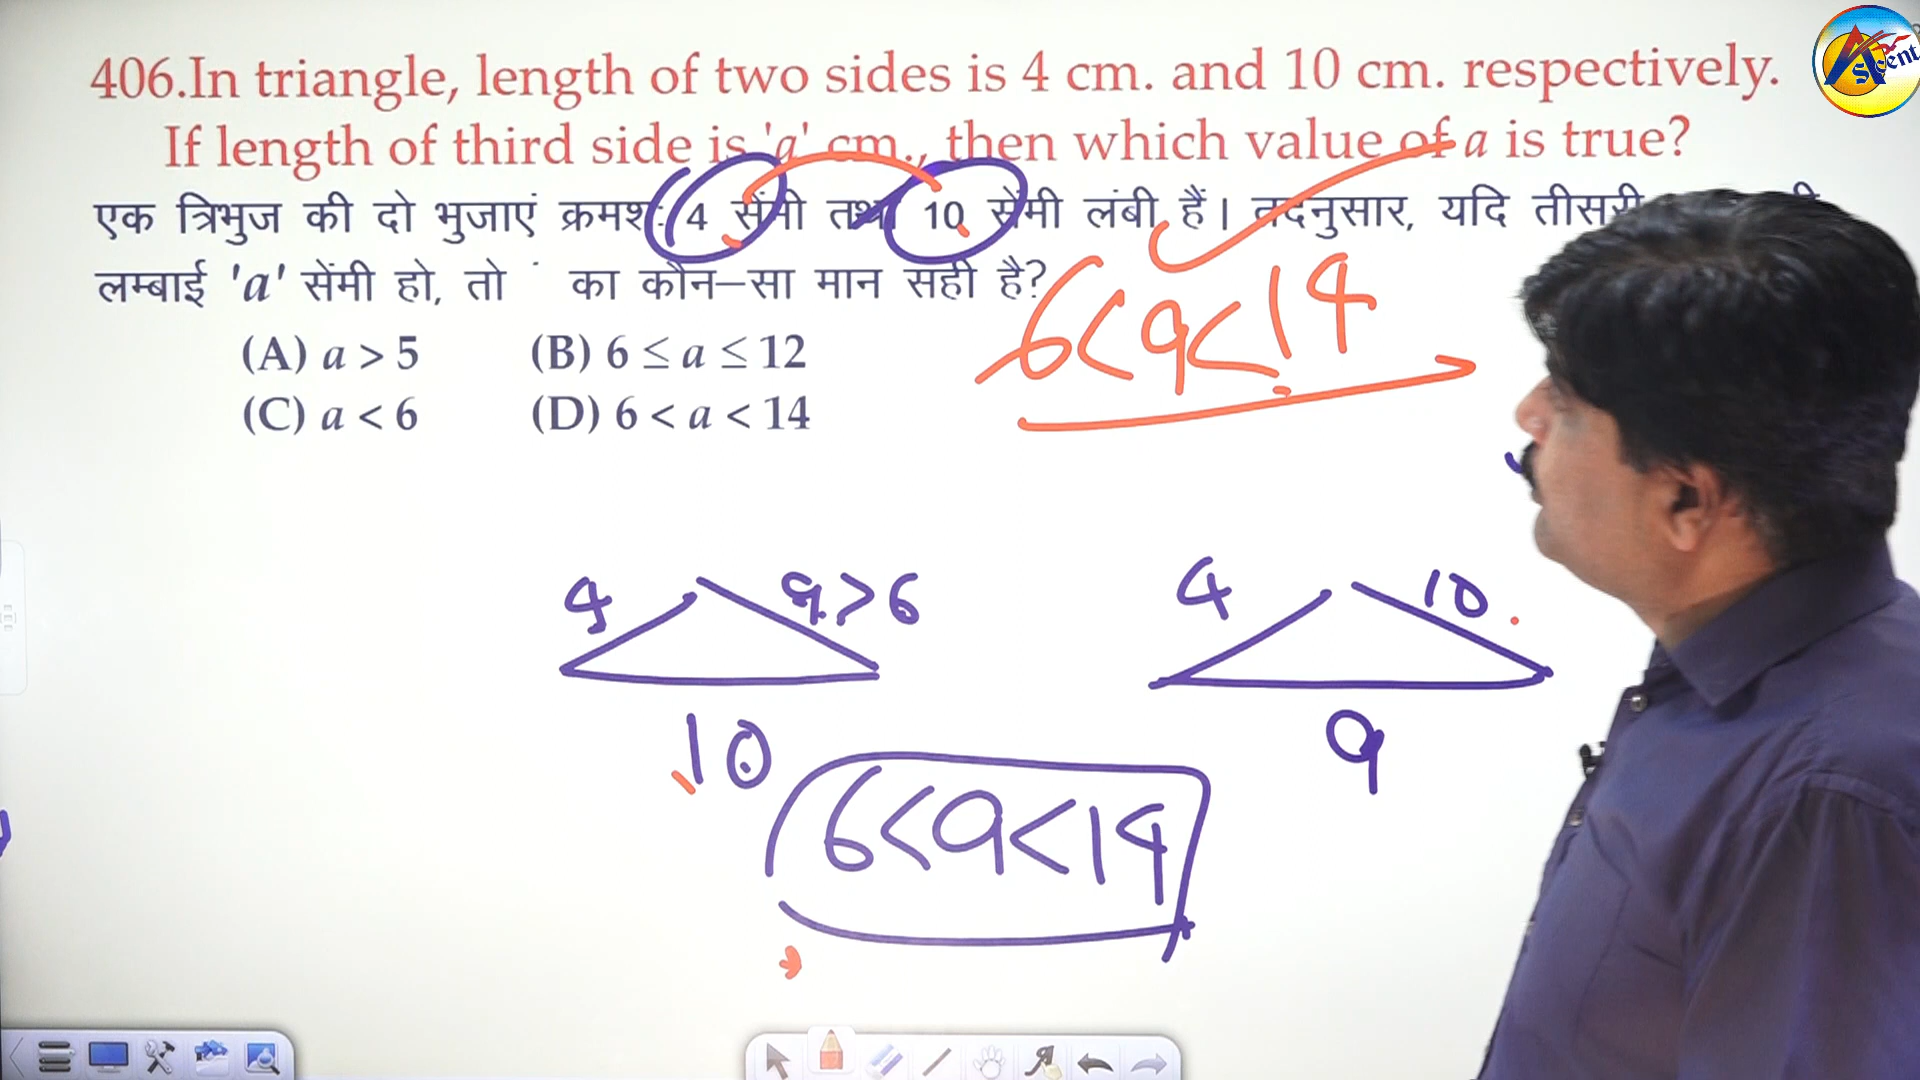 406.In triangle, length of two sides is 4 cm. and 10 cm. respectively.
If length of third side is 'a' cm., then which value of a is true?
एक त्रिभुज की दो भुजाएं क्रमशः 4 सेंमी तथा 10 सेंमी लंबी हैं। तदनुसार, यदि तीसरी
लम्बाई 'a' सेंमी हो, तो का कौन–सा मान सही है?
6<a<14
(A) a > 5 (B) 6 ≤ a ≤ 12
(C) a < 6 (D) 6 < a < 14
4 a>6 4 10
10 a
6<a<14
Ascent